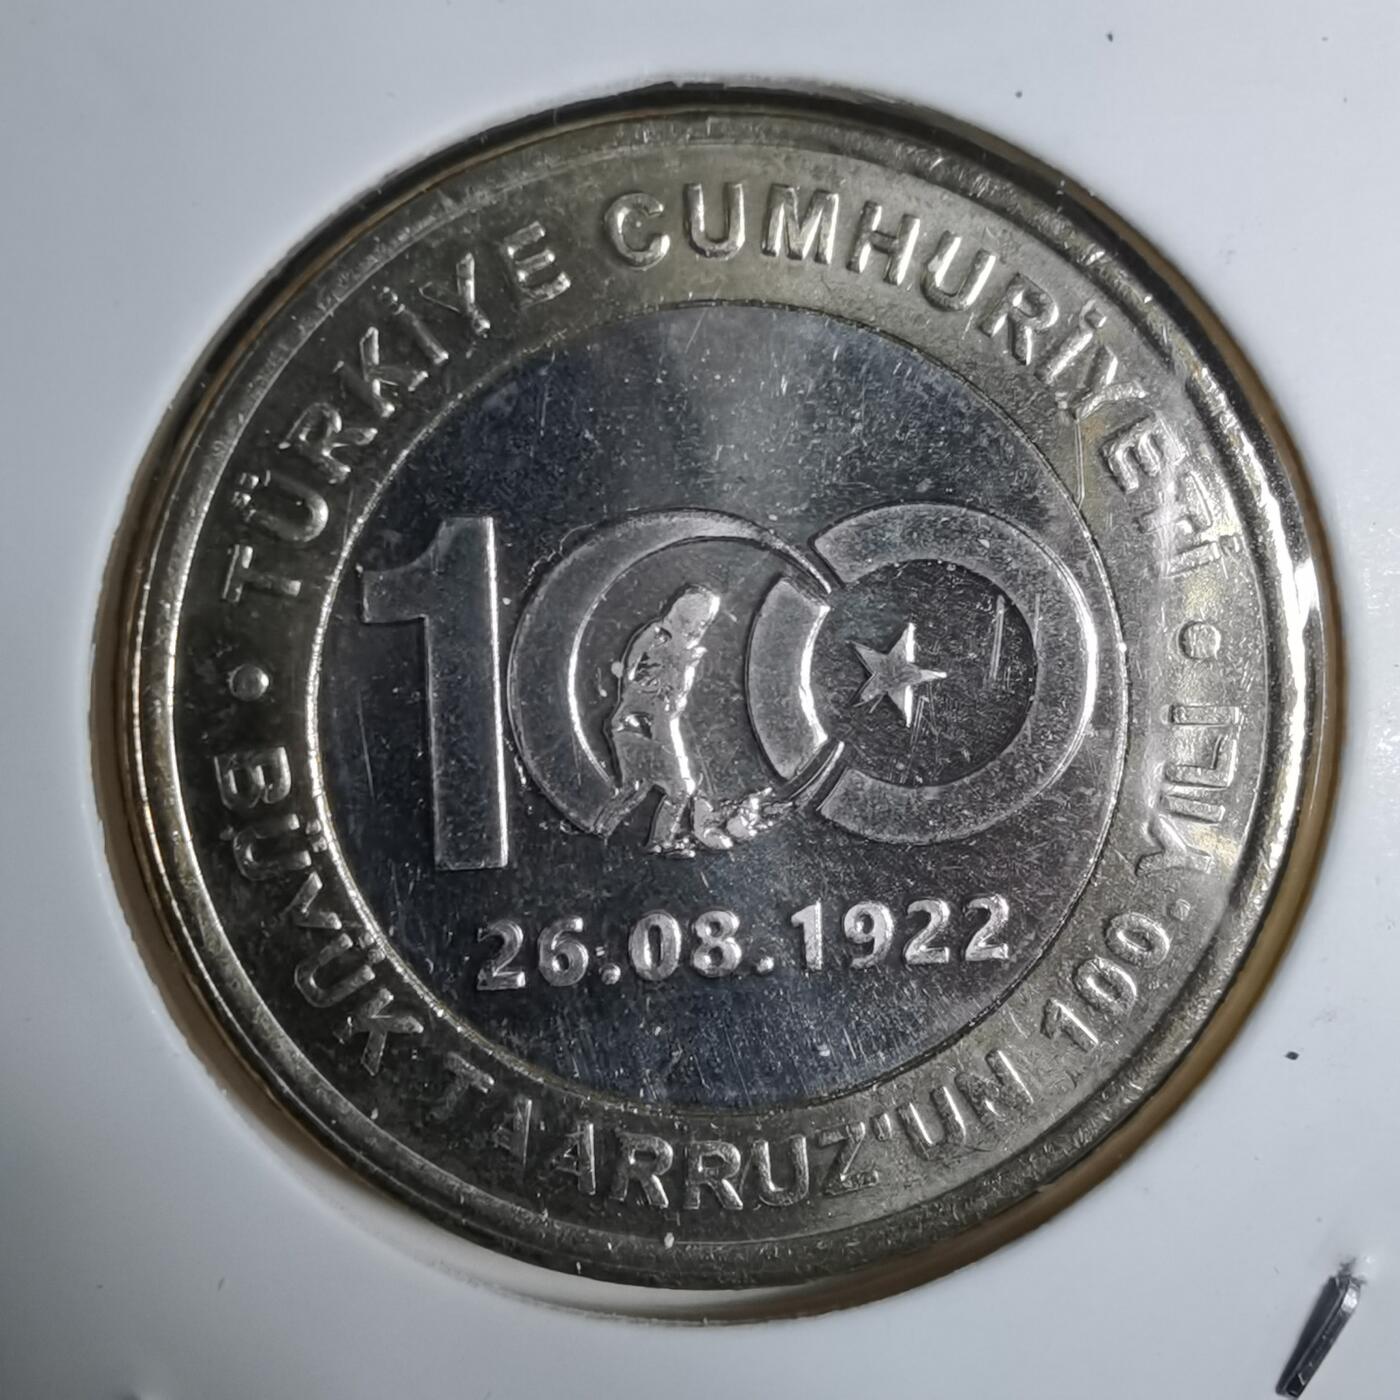 TÜRKİYE CUMHURİYETİ
100
26.08.1922
BÜYÜK TAARRUZ'UN 100. YILI